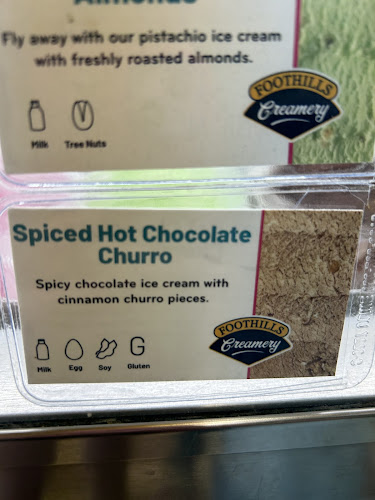 Almonds
Fly away with our pistachio ice cream
with freshly roasted almonds.
FOOTHILLS
Creamery
Milk Tree Nuts
Spiced Hot Chocolate
Churro
Spicy chocolate ice cream with
cinnamon churro pieces.
FOOTHILLS
Creamery
G
Milk Egg Soy Gluten